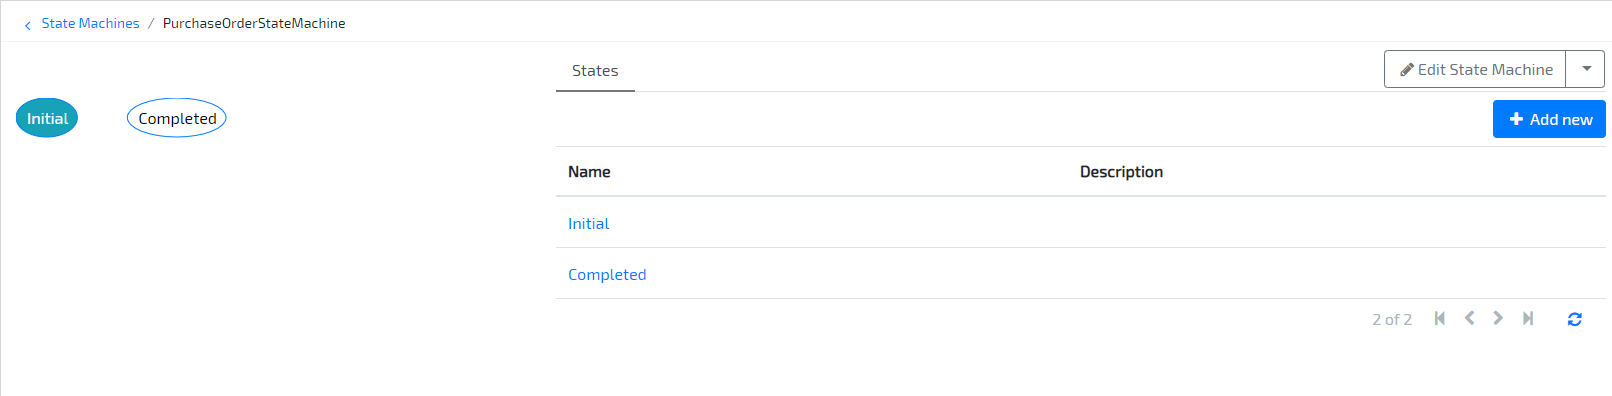 State Machines / PurchaseOrderStateMachine
States
Edit State Machine
Initial
Completed
Add new
Name Description
Initial
Completed
2 of 2